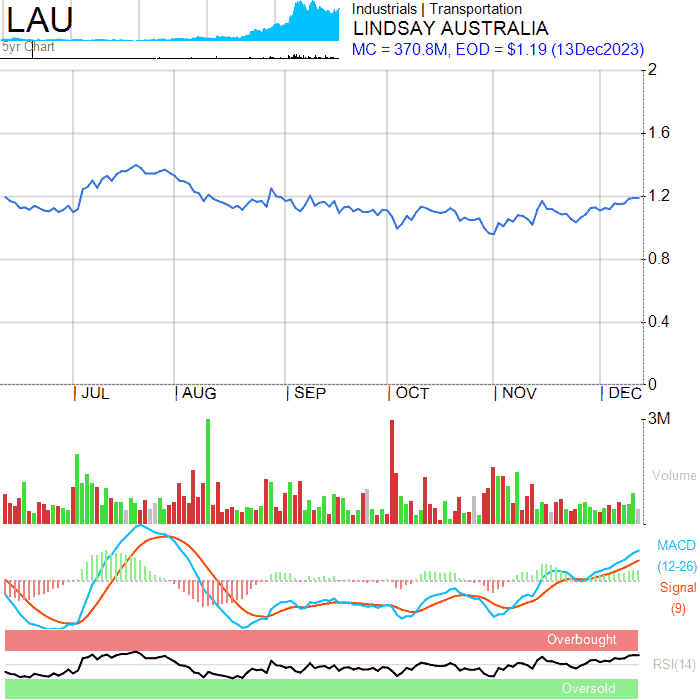 LAU
5yr Chart
Industrials | Transportation
LINDSAY AUSTRALIA
MC = 370.8M, EOD = $1.19 (13Dec2023)
2
1.6
1.2
0.8
0.4
0
| JUL | AUG | SEP | OCT | NOV | DEC
3M
Volume
MACD
(12-26)
Signal
(9)
Overbought
RSI(14)
Oversold